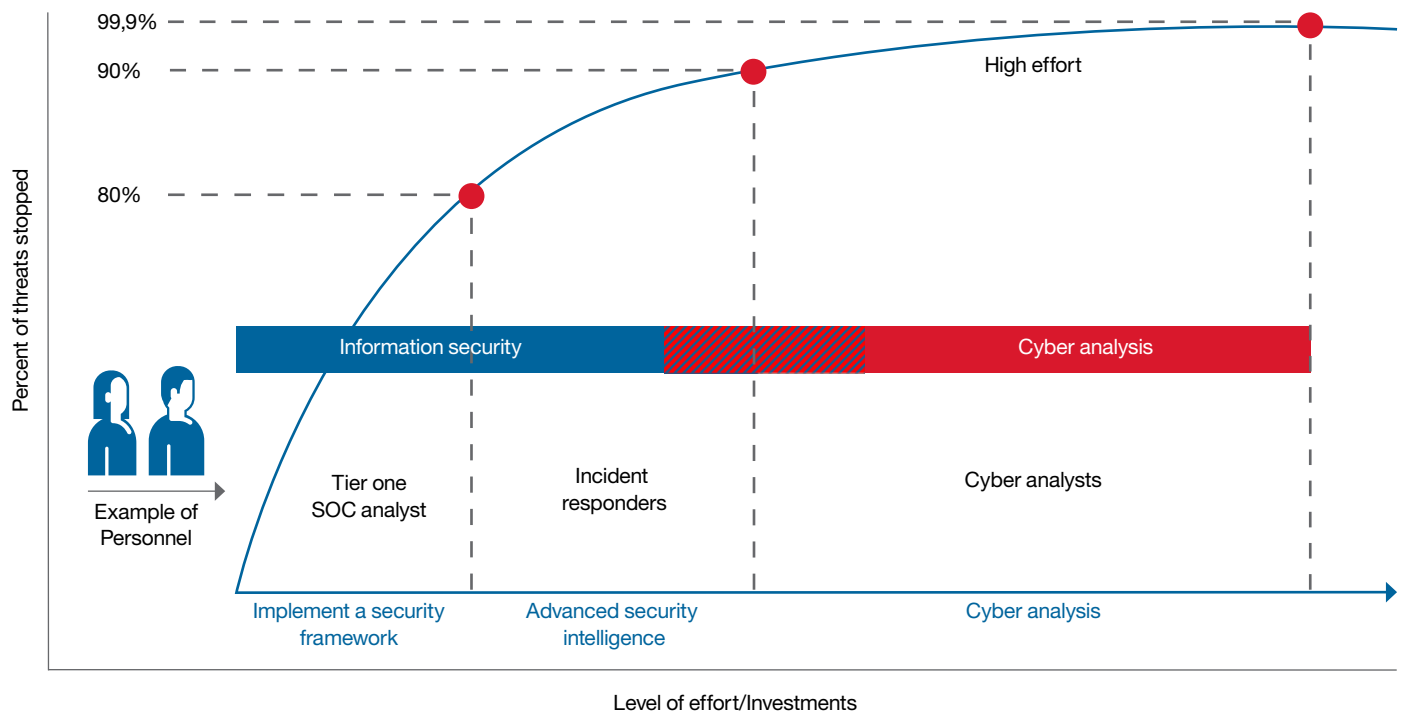 99,9%
90%
High effort
80%
Percent of threats stopped
Information security
Cyber analysis
Example of
Personnel
Tier one
SOC analyst
Incident
responders
Cyber analysts
Implement a security
framework
Advanced security
intelligence
Cyber analysis
Level of effort/Investments